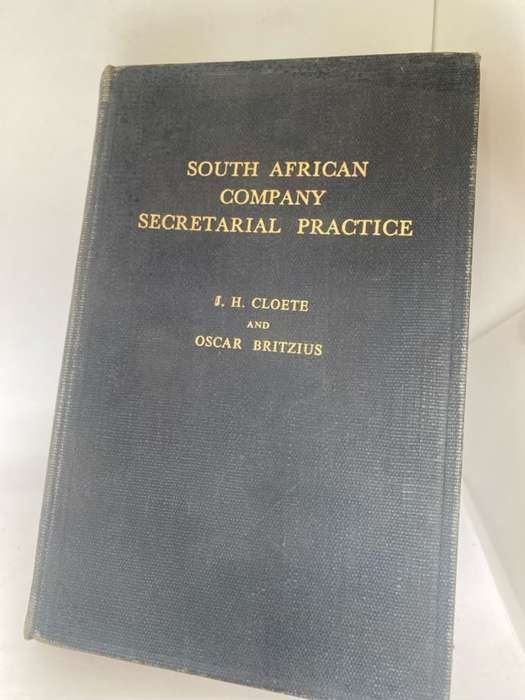 SOUTH AFRICAN
COMPANY
SECRETARIAL PRACTICE
J. H. CLOETE
AND
OSCAR BRITZIUS